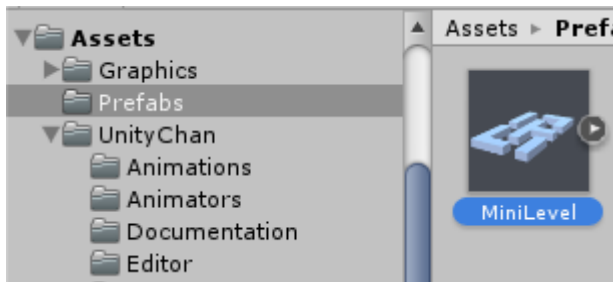 Assets
Graphics
Prefabs
UnityChan
Animations
Animators
Documentation
Editor
Assets ▸ Prefa
MiniLevel